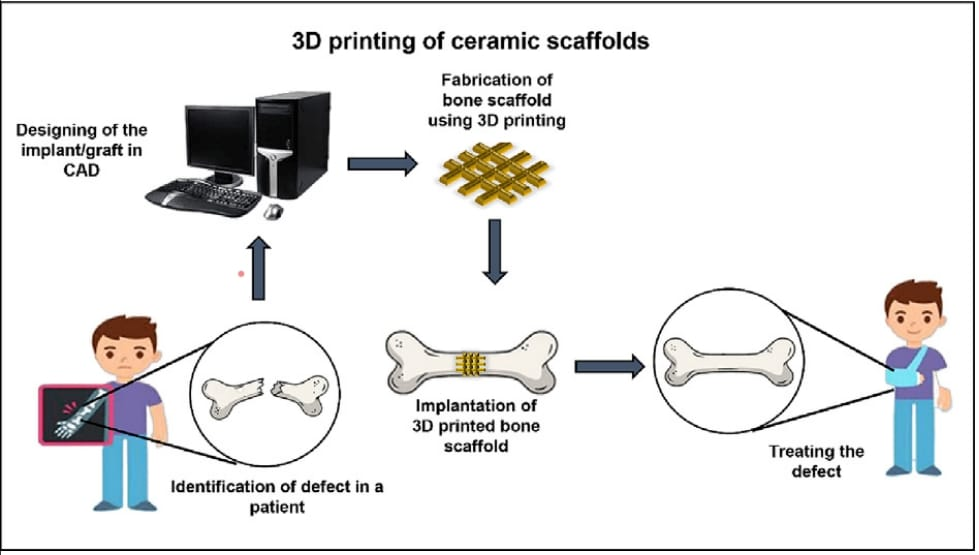 3D printing of ceramic scaffolds
Designing of the
implant/graft in
CAD
Fabrication of
bone scaffold
using 3D printing
Identification of defect in a
patient
Implantation of
3D printed bone
scaffold
Treating the
defect